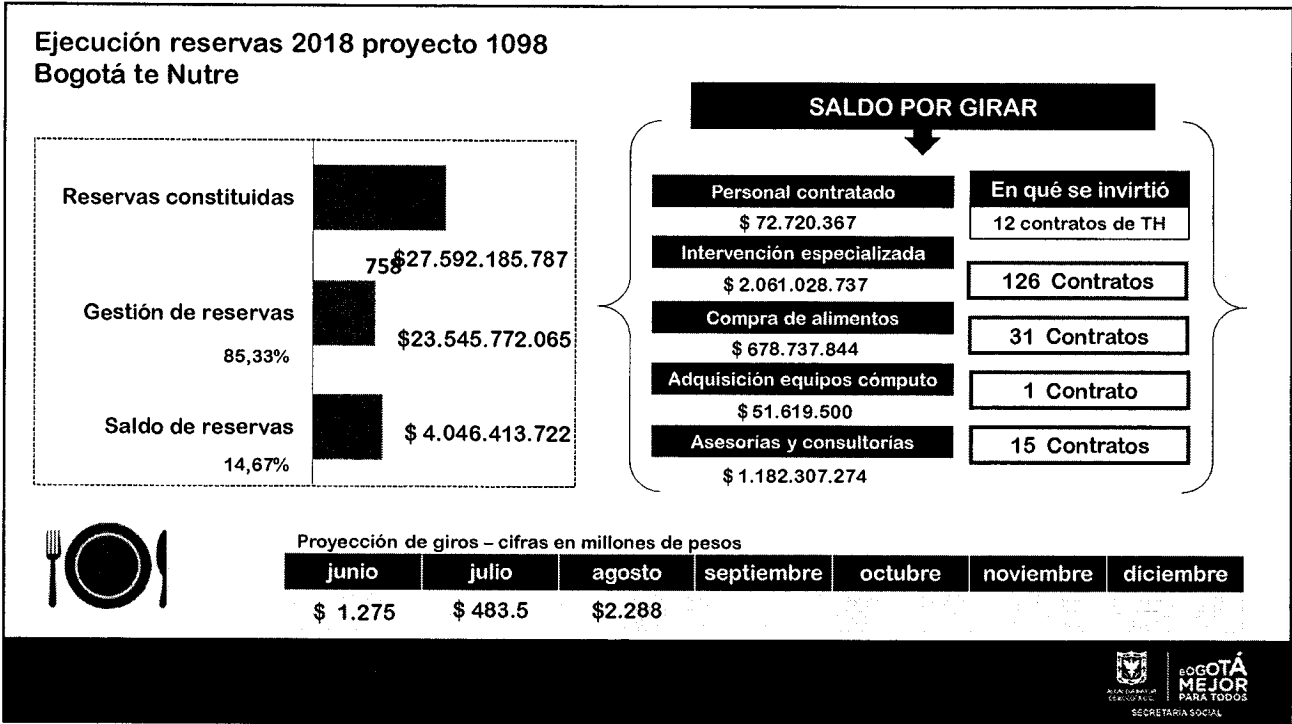 Ejecución reservas 2018 proyecto 1098
Bogotá te Nutre
Reservas constituidas
758
$27.592.185.787
Gestión de reservas
85,33%
$23.545.772.065
Saldo de reservas
14,67%
$ 4.046.413.722
SALDO POR GIRAR
Personal contratado
$ 72.720.367
Intervención especializada
$ 2.061.028.737
Compra de alimentos
$ 678.737.844
Adquisición equipos cómputo
$ 51.619.500
Asesorías y consultorías
$ 1.182.307.274
En qué se invirtió
12 contratos de TH
126 Contratos
31 Contratos
1 Contrato
15 Contratos
Proyección de giros – cifras en millones de pesos
junio julio agosto septiembre octubre noviembre diciembre
$ 1.275 $ 483.5 $2.288
BOGOTÁ
MEJOR
PARA TODOS
SECRETARÍA SOCIAL